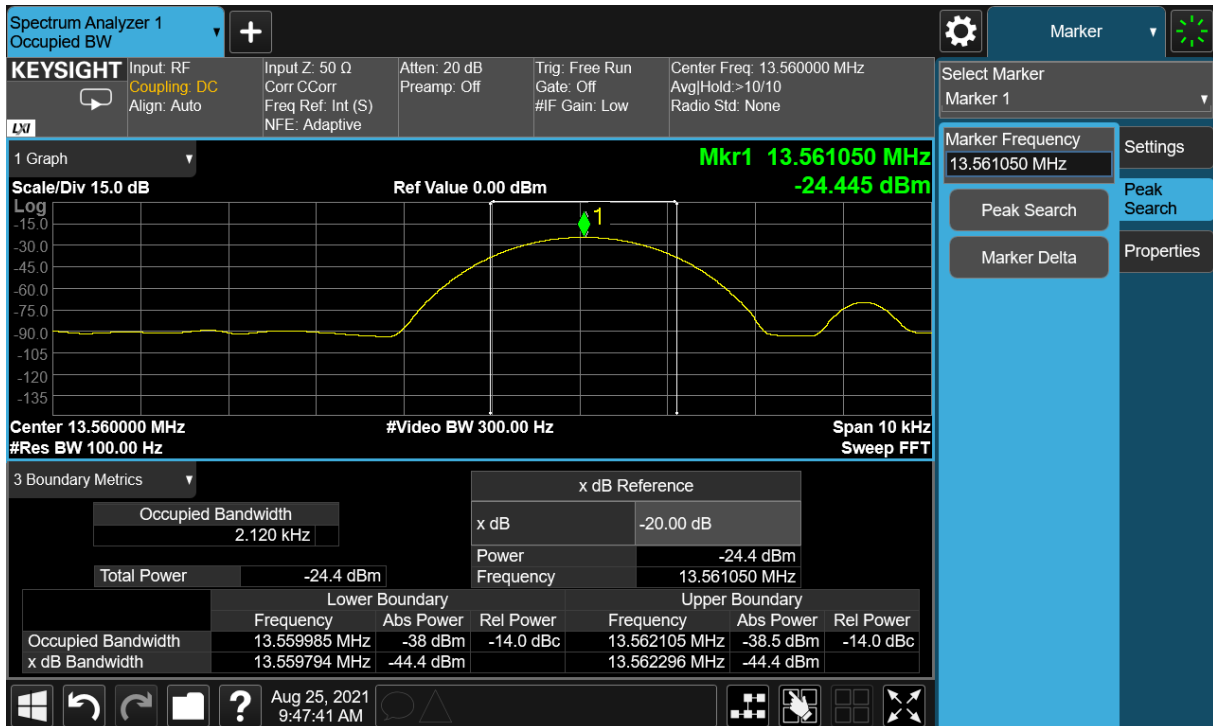 Spectrum Analyzer 1
Occupied BW
+
Marker
KEYSIGHT Input: RF Input Z: 50 Ω Atten: 20 dB Trig: Free Run Center Freq: 13.560000 MHz
Coupling: DC Corr CCorr Preamp: Off Gate: Off Avg|Hold:>10/10
Align: Auto Freq Ref: Int (S) #IF Gain: Low Radio Std: None
LXI NFE: Adaptive
Select Marker
Marker 1
Marker Frequency
13.561050 MHz
Settings
Peak Search
Peak
Search
Marker Delta
Properties
1 Graph
Mkr1 13.561050 MHz
Scale/Div 15.0 dB Ref Value 0.00 dBm -24.445 dBm
Log
1
-15.0
-30.0
-45.0
-60.0
-75.0
-90.0
-105
-120
-135
Center 13.560000 MHz #Video BW 300.00 Hz Span 10 kHz
#Res BW 100.00 Hz Sweep FFT
3 Boundary Metrics
Occupied Bandwidth
2.120 kHz
Total Power -24.4 dBm
x dB Reference
x dB -20.00 dB
Power -24.4 dBm
Frequency 13.561050 MHz
Lower Boundary Upper Boundary
Frequency Abs Power Rel Power Frequency Abs Power Rel Power
Occupied Bandwidth 13.559985 MHz -38 dBm -14.0 dBc 13.562105 MHz -38.5 dBm -14.0 dBc
x dB Bandwidth 13.559794 MHz -44.4 dBm 13.562296 MHz -44.4 dBm
? Aug 25, 2021
9:47:41 AM